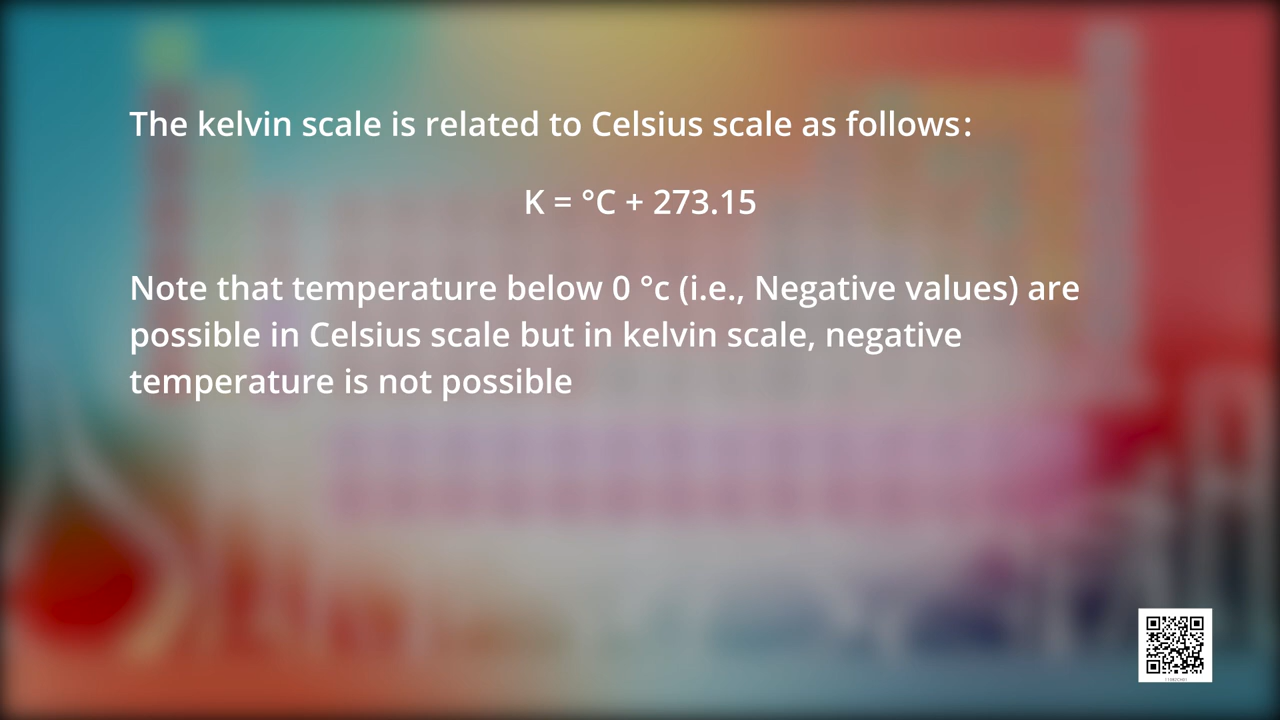 The kelvin scale is related to Celsius scale as follows:
K = °C + 273.15
Note that temperature below 0 °c (i.e., Negative values) are
possible in Celsius scale but in kelvin scale, negative
temperature is not possible